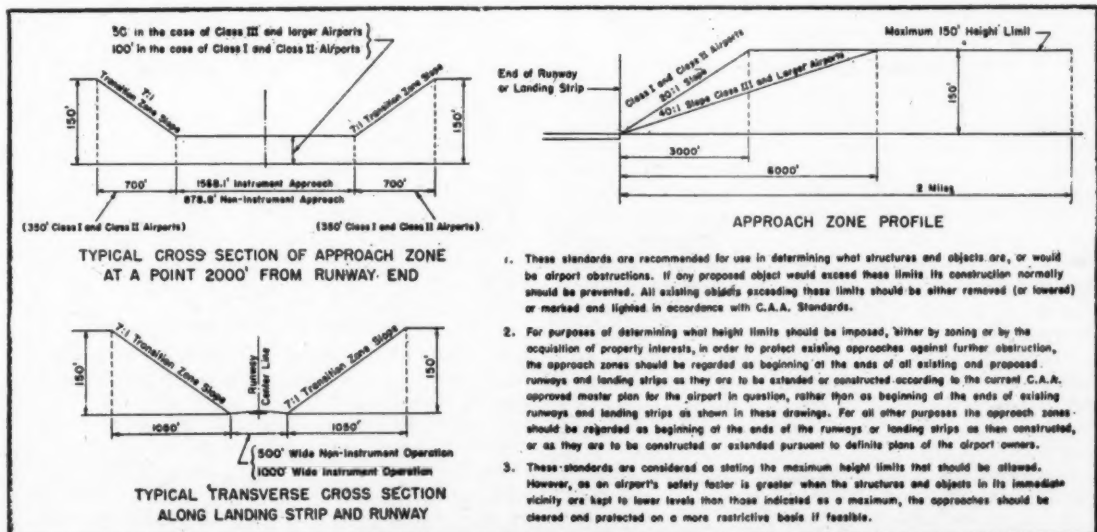 50 in the case of Class III and larger Airports
100' in the case of Class I and Class II Airports
7:1
Transition Zone Slope
7:1 Transition Zone Slope
150'
150'
700'
1568.1' Instrument Approach
700'
878.8' Non-Instrument Approach
(350' Class I and Class II Airports)
(350' Class I and Class II Airports)
TYPICAL CROSS SECTION OF APPROACH ZONE
AT A POINT 2000' FROM RUNWAY END
7:1 Transition Zone Slope
Runway
Center Line
7:1 Transition Zone Slope
150'
150'
1050'
1050'
500' Wide Non-Instrument Operation
1000' Wide Instrument Operation
TYPICAL TRANSVERSE CROSS SECTION
ALONG LANDING STRIP AND RUNWAY
Maximum 150' Height Limit
End of Runway
or Landing Strip
Class I and Class II Airports
20:1 Slope
40:1 Slope Class III and Larger Airports
150'
3000'
6000'
2 Miles
APPROACH ZONE PROFILE
1. These standards are recommended for use in determining what structures and objects are, or would
be airport obstructions. If any proposed object would exceed these limits its construction normally
should be prevented. All existing objects exceeding these limits should be either removed (or lowered)
or marked and lighted in accordance with C.A.A. Standards.
2. For purposes of determining what height limits should be imposed, either by zoning or by the
acquisition of property interests, in order to protect existing approaches against further obstruction,
the approach zones should be regarded as beginning at the ends of all existing and proposed
runways and landing strips as they are to be extended or constructed according to the current C.A.A.
approved master plan for the airport in question, rather than as beginning at the ends of existing
runways and landing strips as shown in these drawings. For all other purposes the approach zones
should be regarded as beginning at the ends of the runways or landing strips as then constructed,
or as they are to be constructed or extended pursuant to definite plans of the airport owners.
3. These standards are considered as stating the maximum height limits that should be allowed.
However, as an airport's safety factor is greater when the structures and objects in its immediate
vicinity are kept to lower levels than those indicated as a maximum, the approaches should be
cleared and protected on a more restrictive basis if feasible.